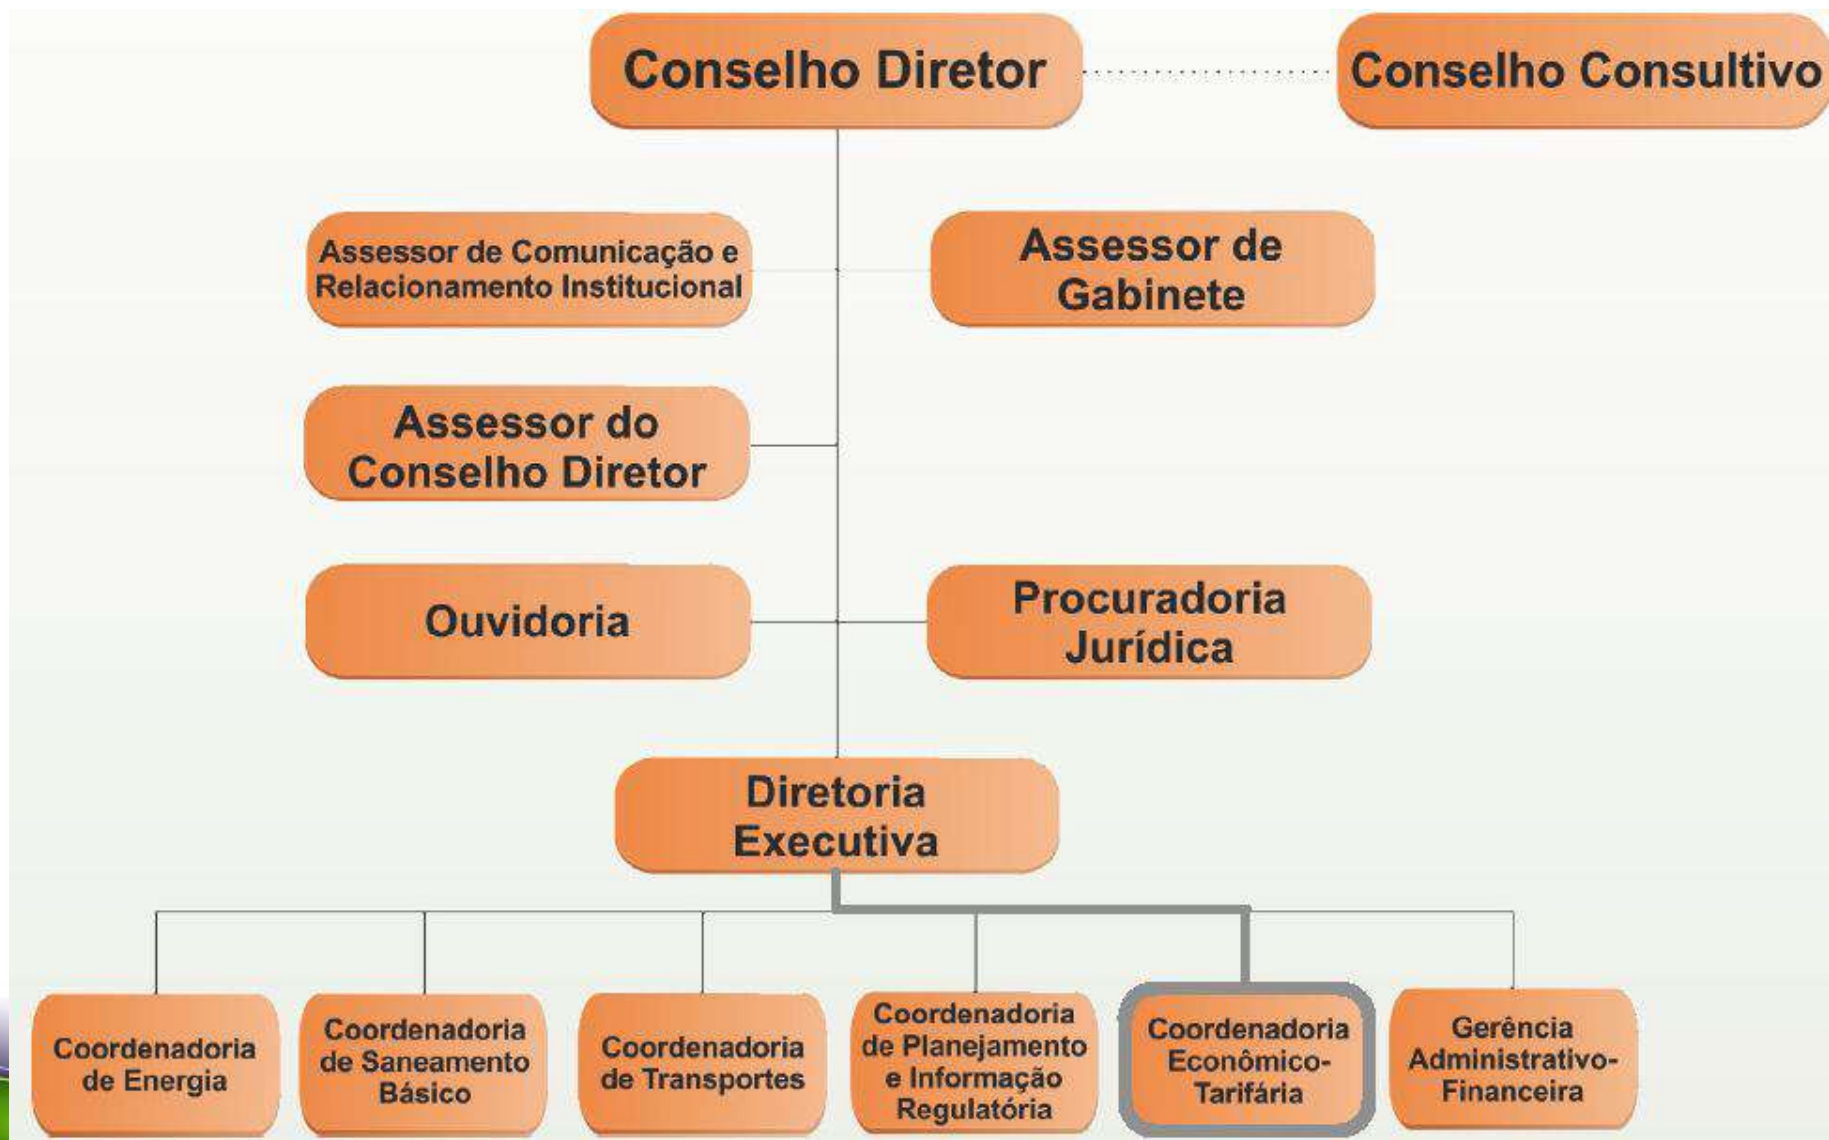 Conselho Diretor
Conselho Consultivo
Assessor de Comunicação e
Relacionamento Institucional
Assessor de
Gabinete
Assessor do
Conselho Diretor
Ouvidoria
Procuradoria
Jurídica
Diretoria
Executiva
Coordenadoria
de Energia
Coordenadoria
de Saneamento
Básico
Coordenadoria
de Transportes
Coordenadoria
de Planejamento
e Informação
Regulatória
Coordenadoria
Econômico-
Tarifária
Gerência
Administrativo-
Financeira